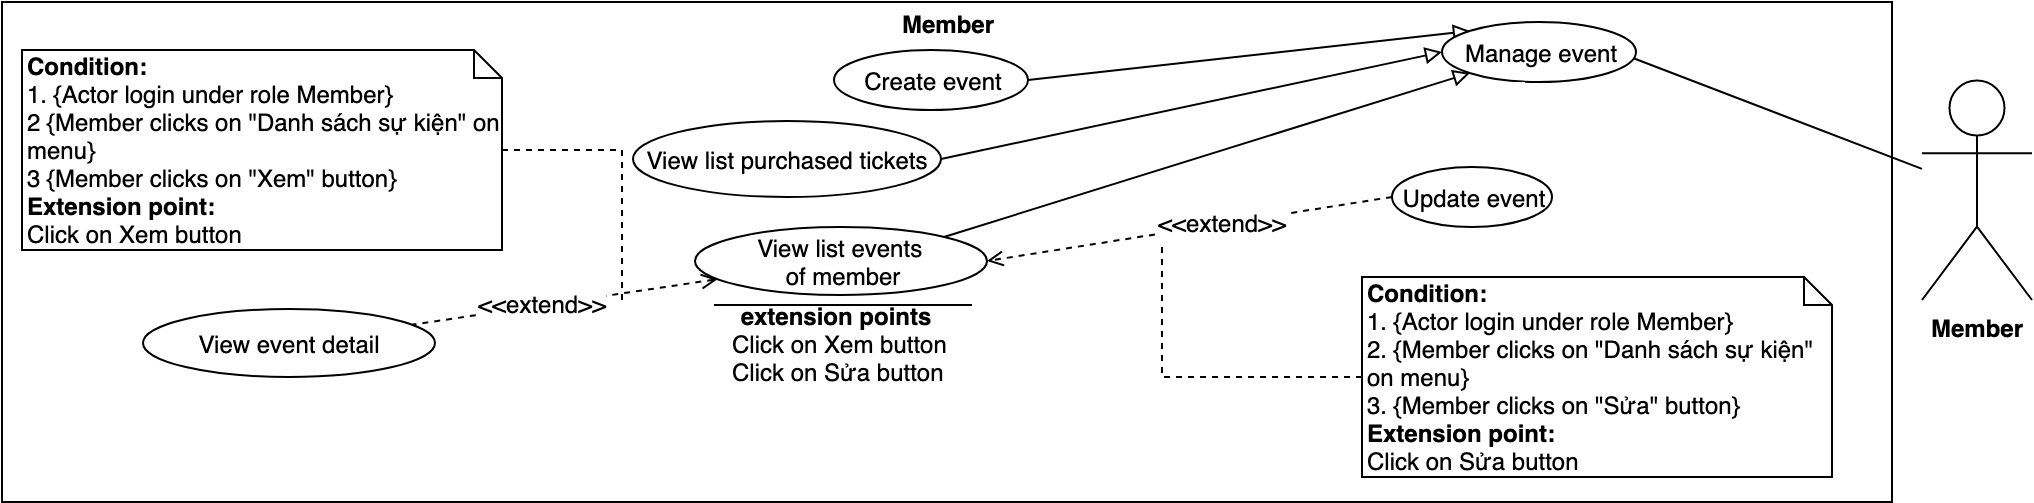 Member
Condition:
1. {Actor login under role Member}
2 {Member clicks on "Danh sách sự kiện" on
menu}
3 {Member clicks on "Xem" button}
Extension point:
Click on Xem button
Create event
Manage event
View list purchased tickets
Update event
<<extend>>
View list events
of member
<<extend>>
extension points
Click on Xem button
Click on Sửa button
View event detail
Condition:
1. {Actor login under role Member}
2. {Member clicks on "Danh sách sự kiện"
on menu}
3. {Member clicks on "Sửa" button}
Extension point:
Click on Sửa button
Member